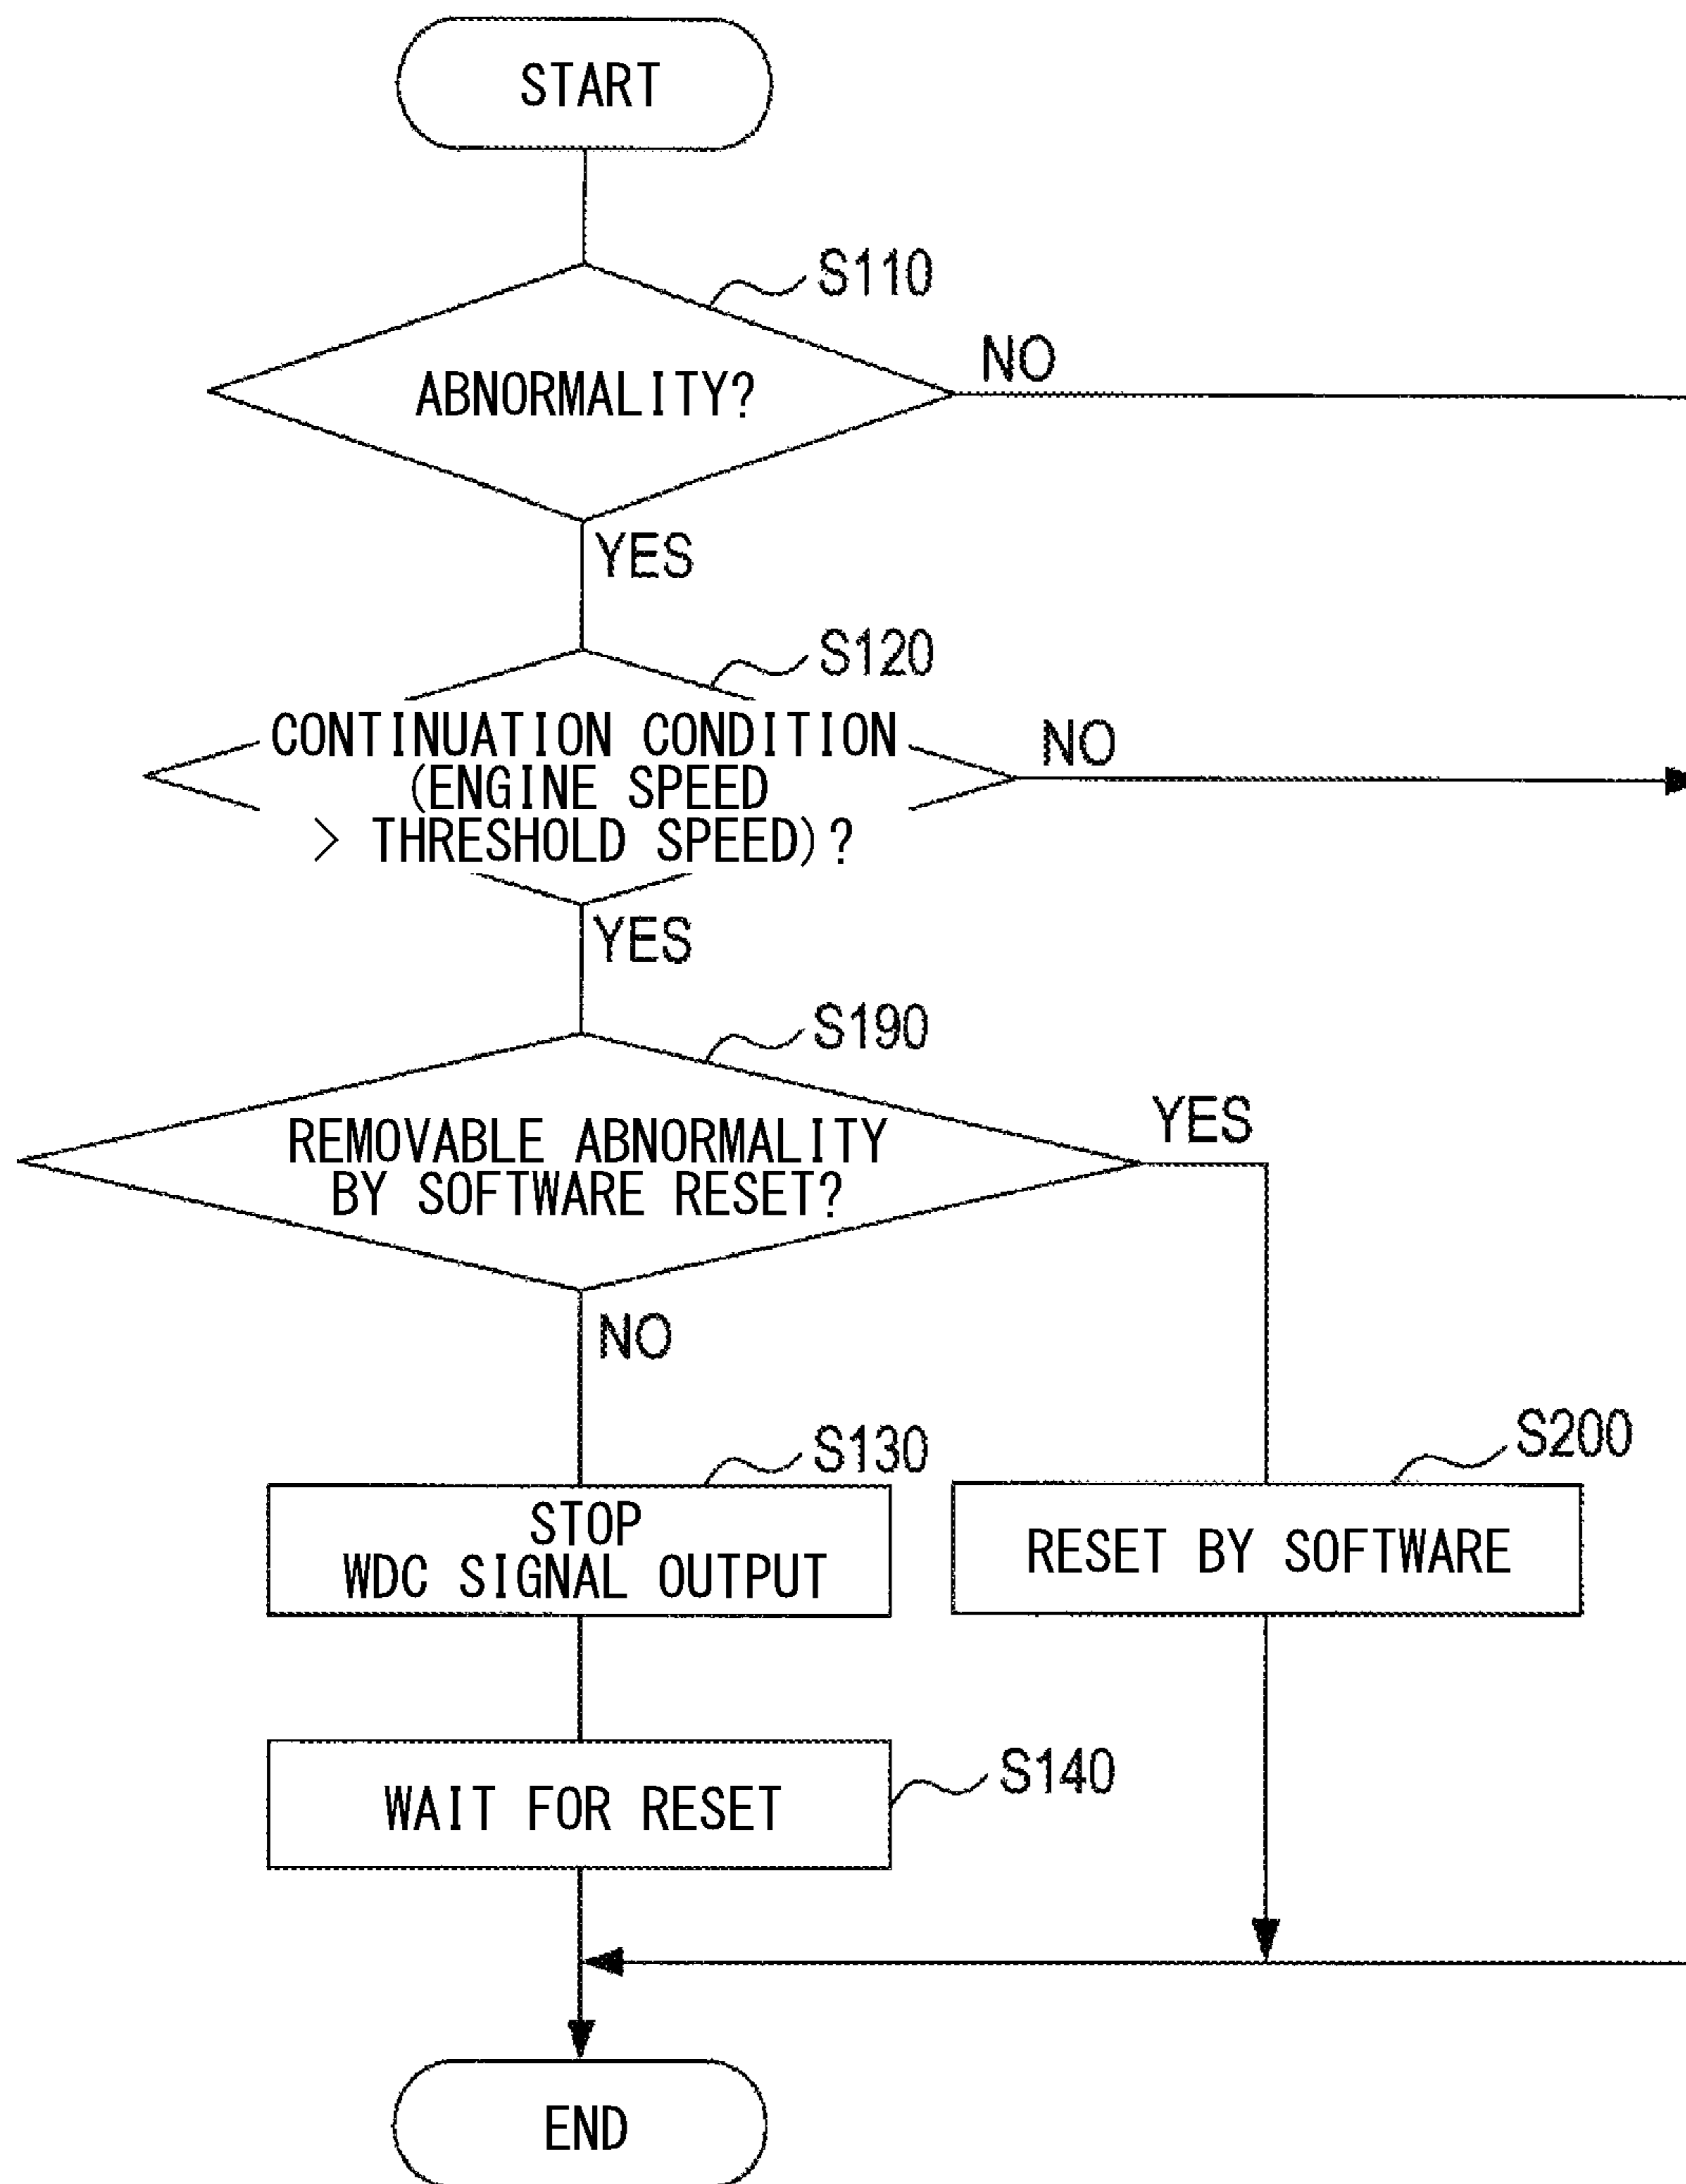 START
S110
ABNORMALITY?
NO
YES
S120
CONTINUATION CONDITION
(ENGINE SPEED
> THRESHOLD SPEED)?
NO
YES
S190
REMOVABLE ABNORMALITY
BY SOFTWARE RESET?
YES
NO
S130
STOP
WDC SIGNAL OUTPUT
S200
RESET BY SOFTWARE
WAIT FOR RESET
S140
END